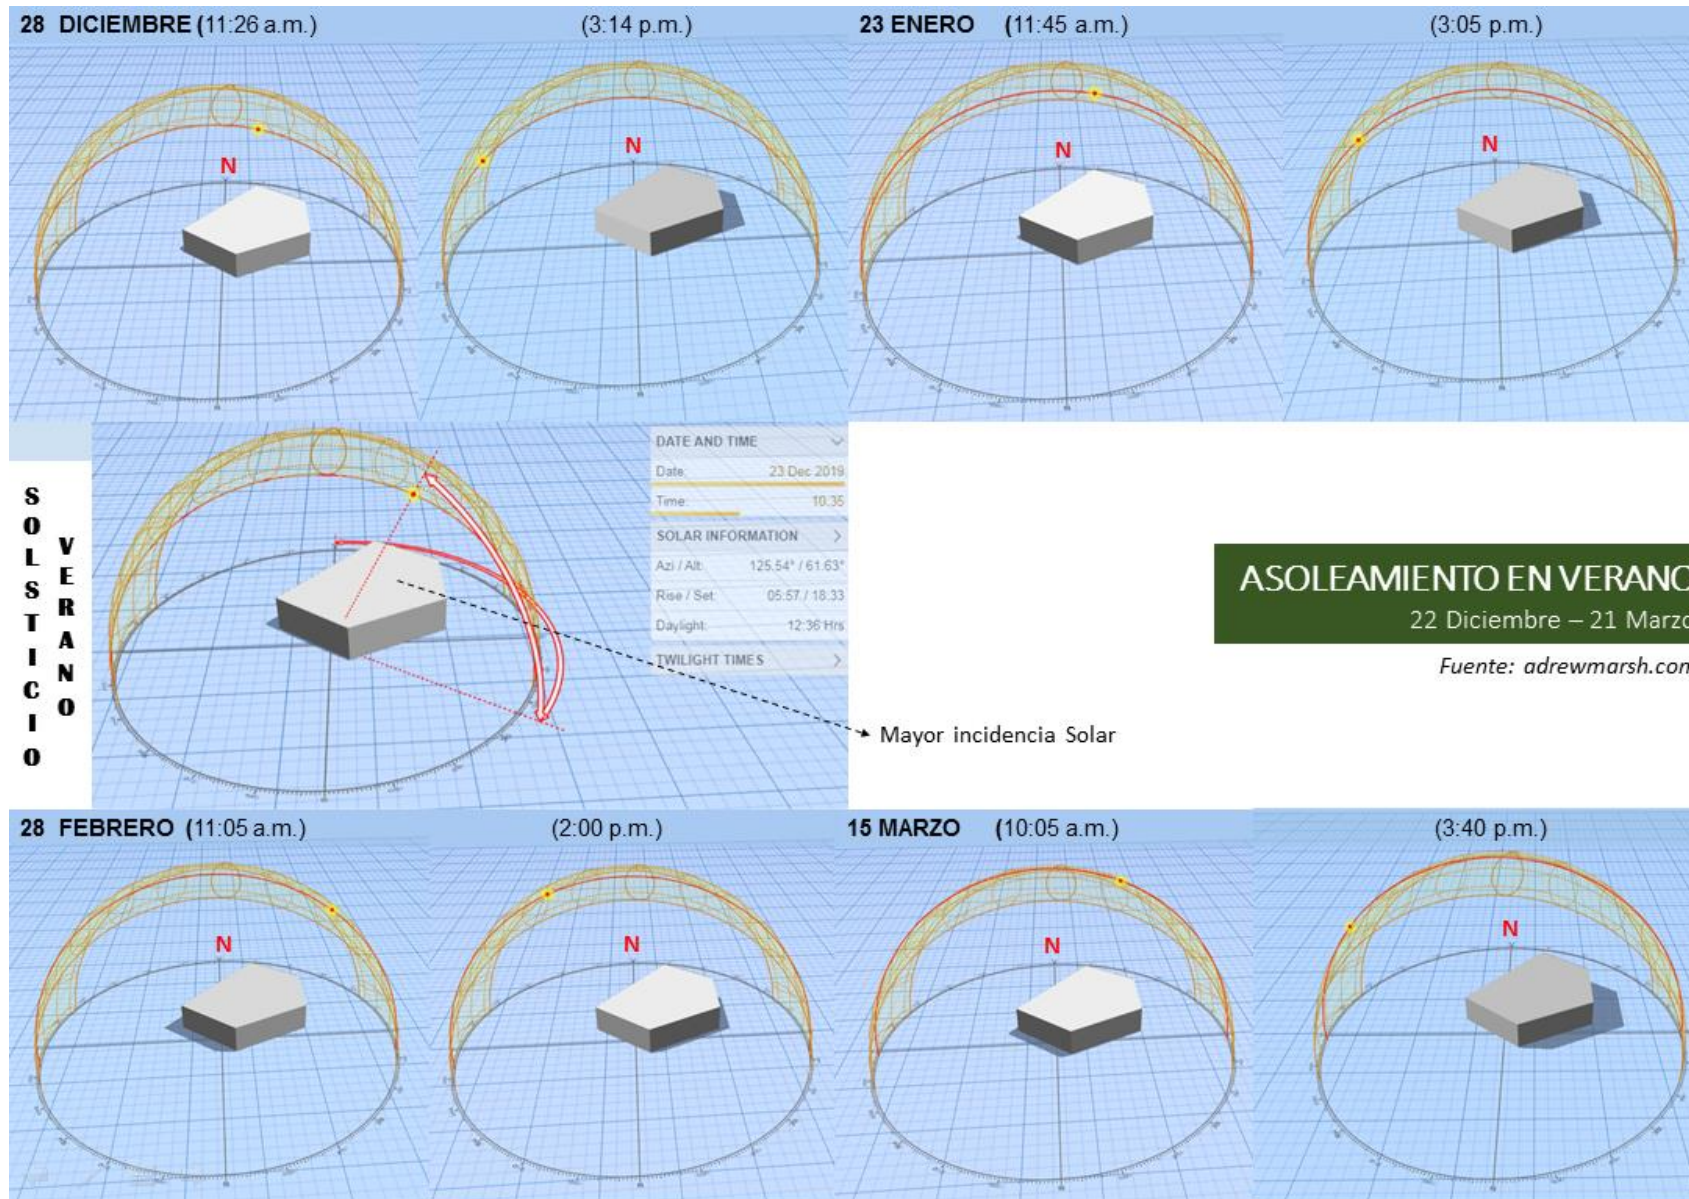 28 DICIEMBRE (11:26 a.m.)
(3:14 p.m.)
23 ENERO (11:45 a.m.)
(3:05 p.m.)
N
N
N
N
SOLSTICIO
VERANO
DATE AND TIME
Date: 23 Dec 2019
Time: 10:35
SOLAR INFORMATION
Azi / Alt: 125.54° / 61.63°
Rise / Set: 05:57 / 18:33
Daylight: 12:36 Hrs
TWILIGHT TIMES
Mayor incidencia Solar
ASOLEAMIENTO EN VERANO
22 Diciembre – 21 Marzo
Fuente: adrewmarsh.com
28 FEBRERO (11:05 a.m.)
(2:00 p.m.)
15 MARZO (10:05 a.m.)
(3:40 p.m.)
N
N
N
N